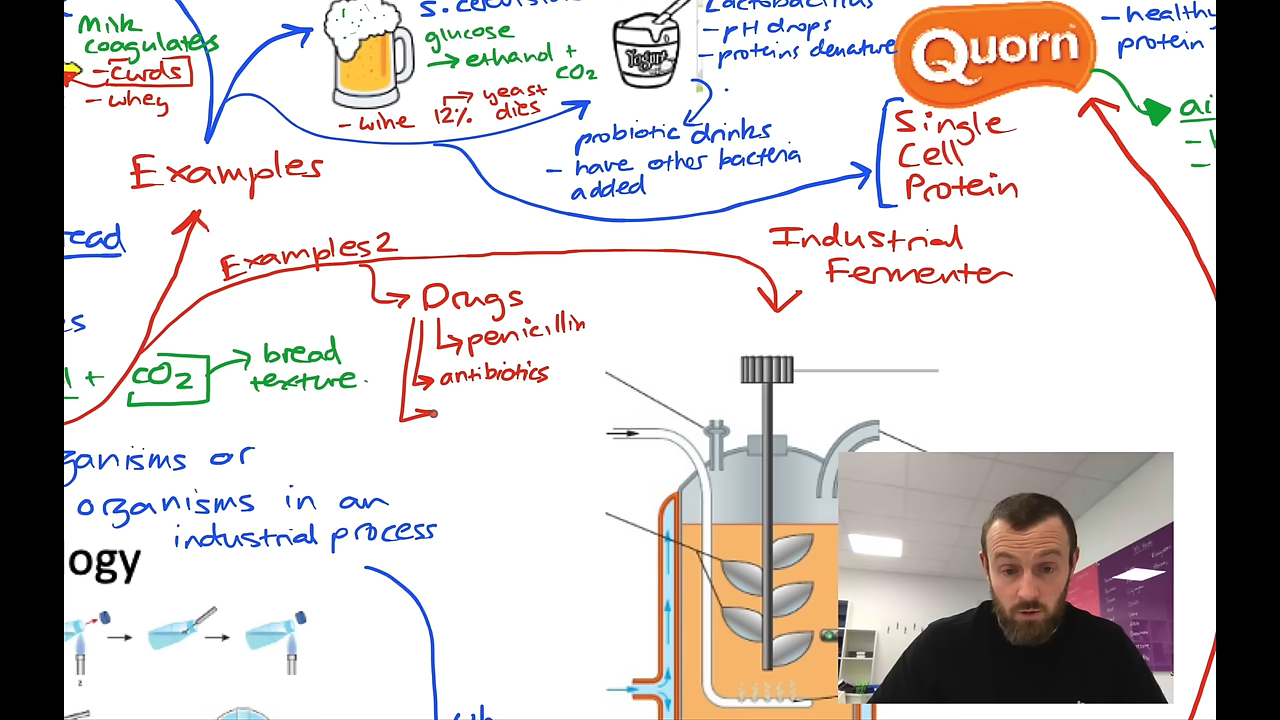 Milk
coagulates
- curds
- whey
S. cerevisiae
glucose
→ ethanol +
CO2
- wine 12% yeast
dies
Yogurt
Lactobacillus
- pH drops
- proteins denature
probiotic drinks
- have other bacteria
added
Quorn
- healthy
protein
Single
Cell
Protein
Examples
Examples 2
Industrial
Fermenter
Drugs
penicillin
antibiotics
+ CO2 → bread
texture.
organisms in an
industrial process
ogy